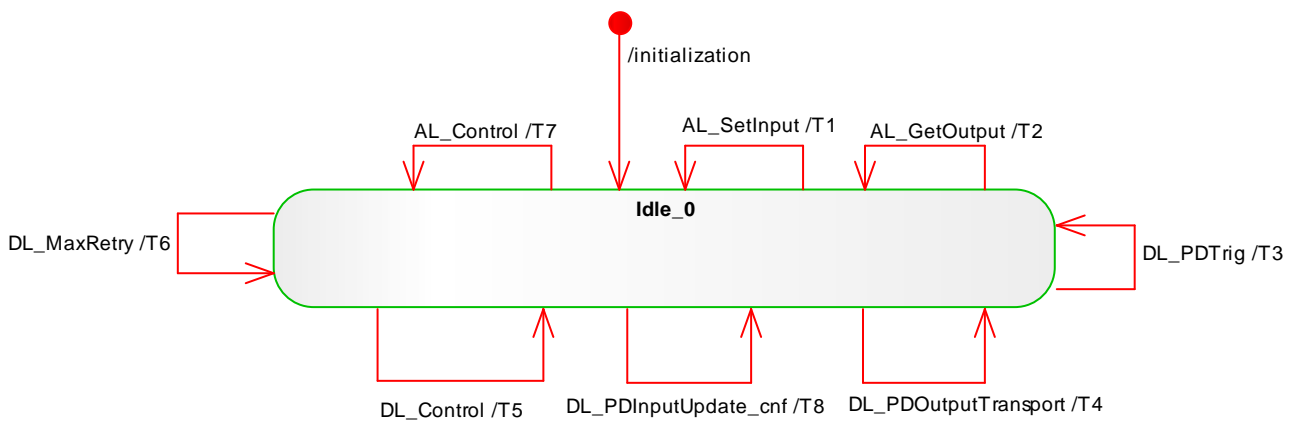 /initialization
AL_Control /T7
AL_SetInput /T1
AL_GetOutput /T2
Idle_0
DL_MaxRetry /T6
DL_PDTrig /T3
DL_Control /T5
DL_PDInputUpdate_cnf /T8
DL_PDOutputTransport /T4